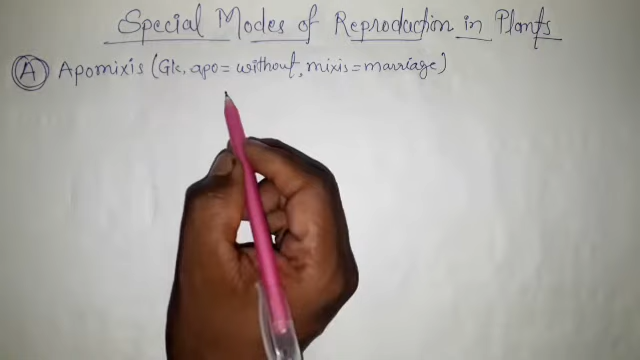 Special Modes of Reproduction in Plants
A Apomixis (Gk, apo = without, mixis = marriage)